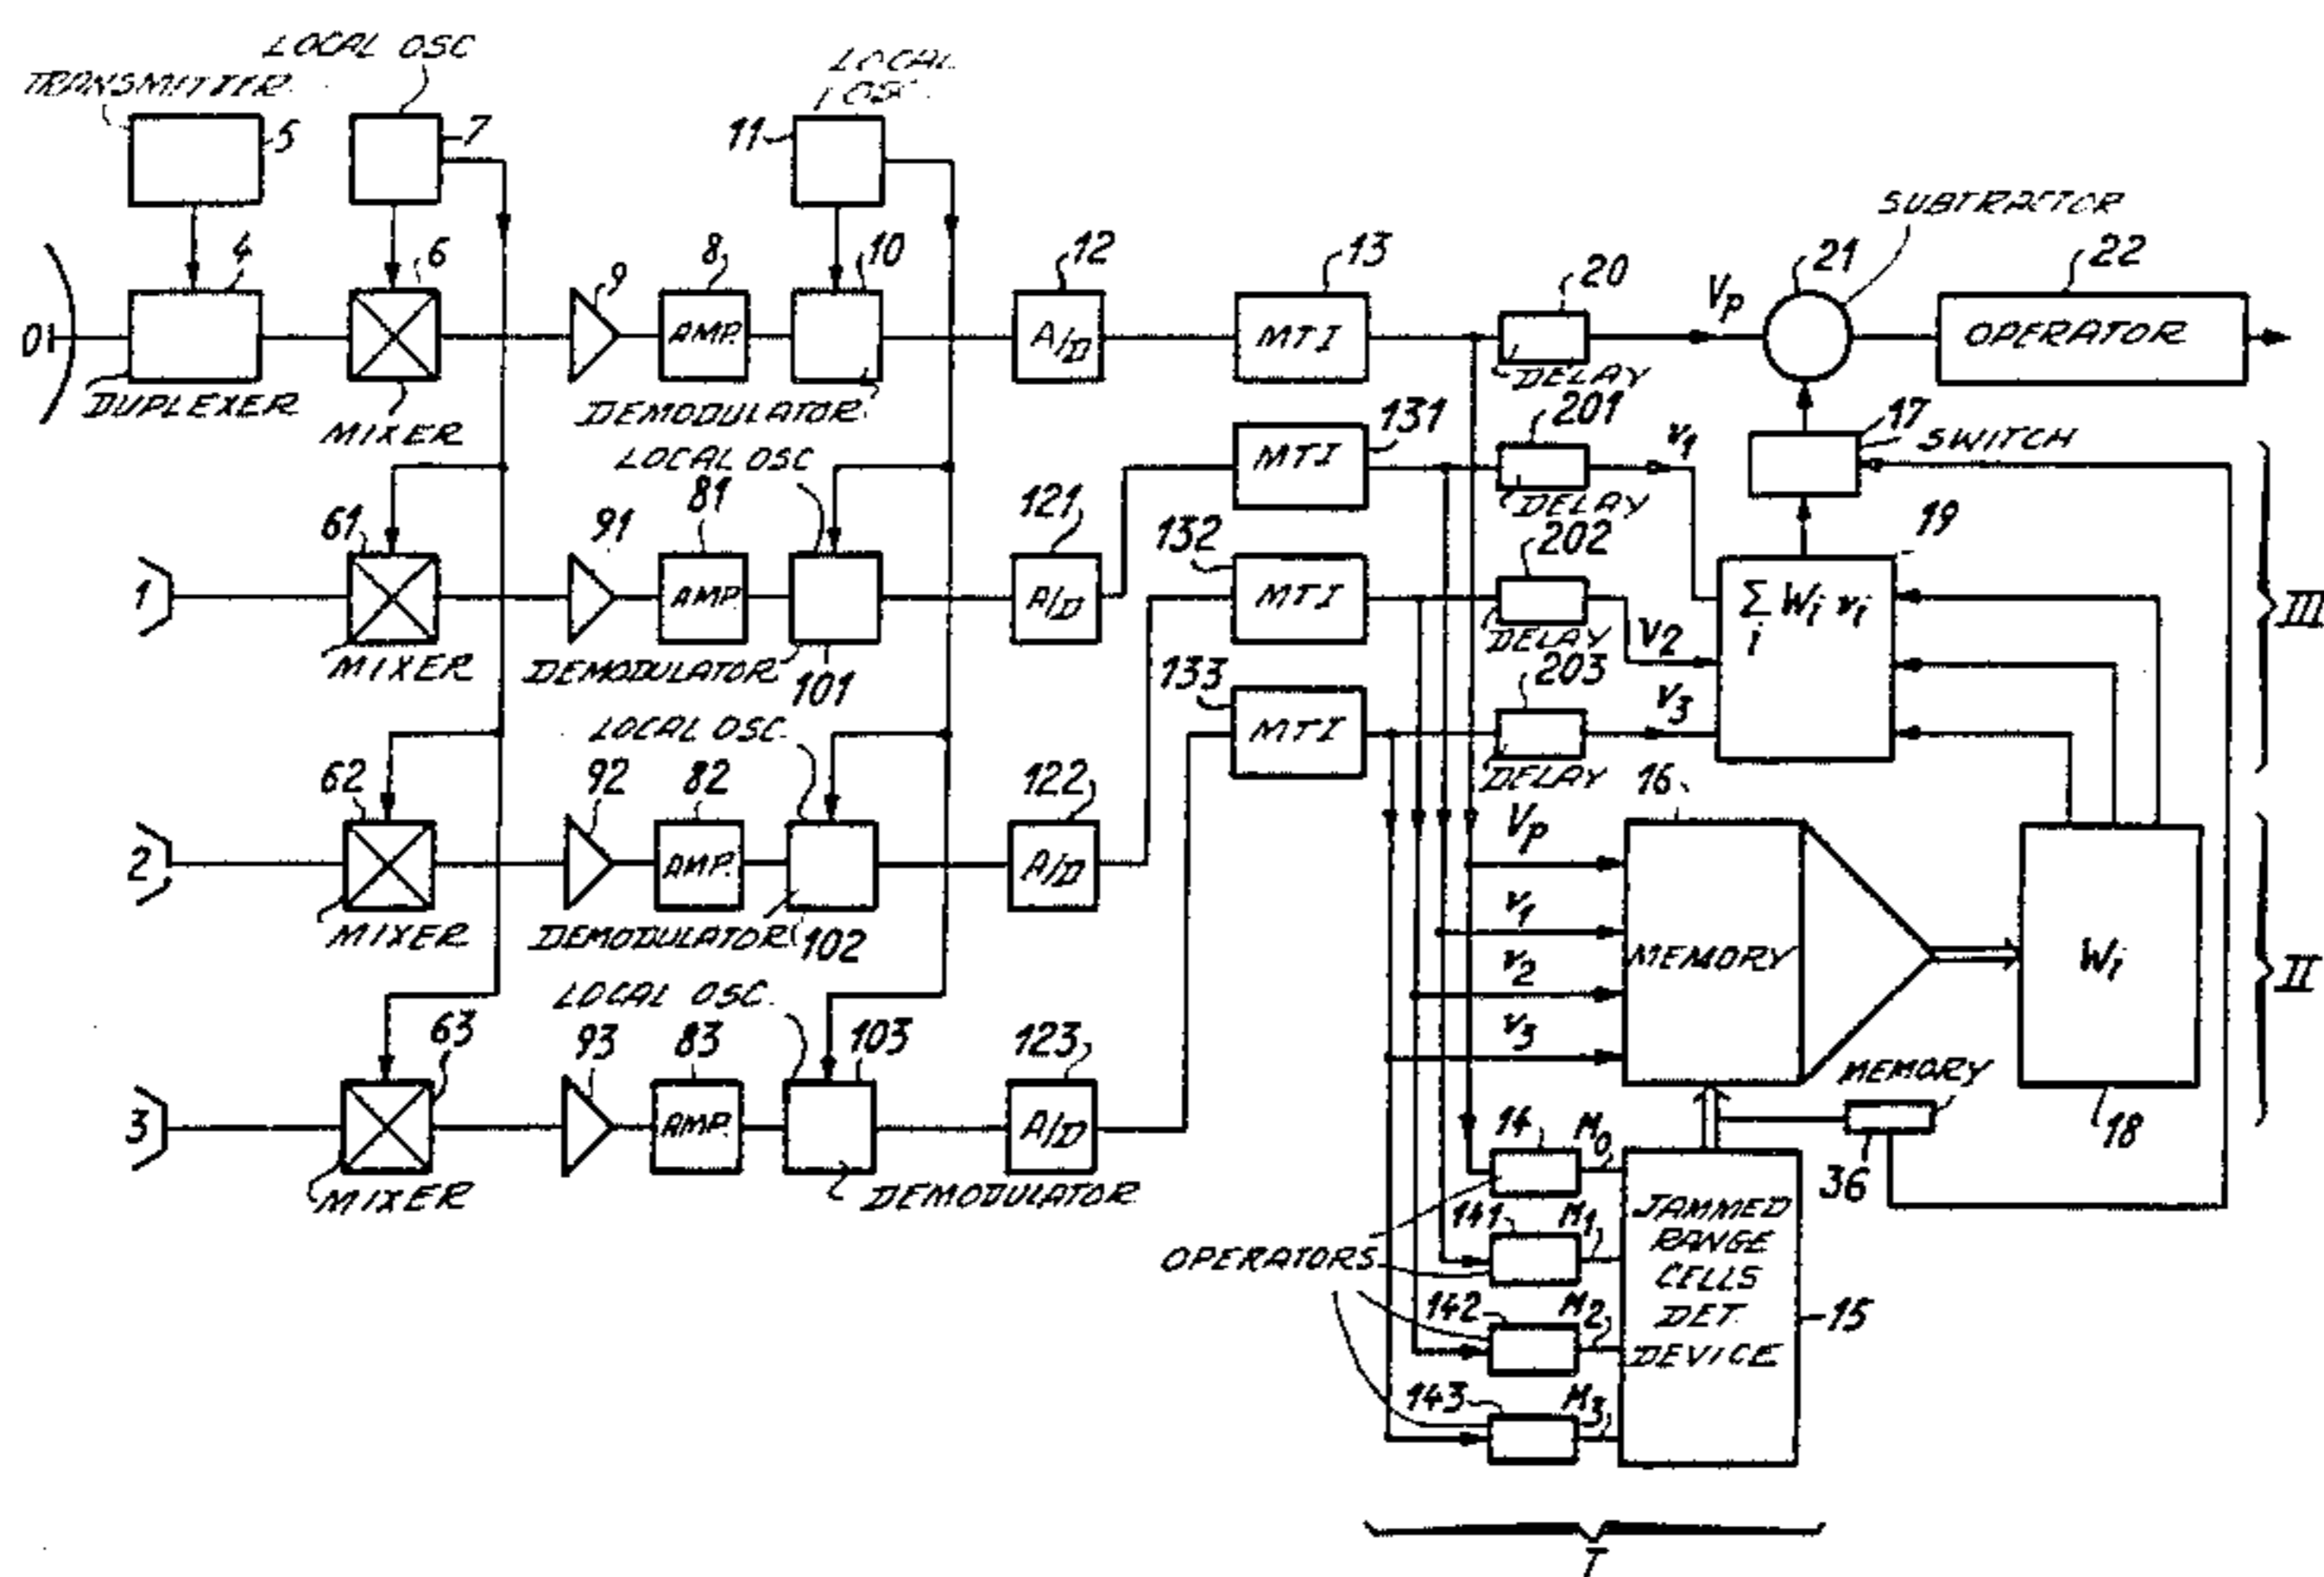 LOCAL OSC
LOCAL OSC.
TRANSMITTER
5
7
11
SUBTRACTOR
4
6
9
8
10
12
13
20
Vp
21
22
0
AMP.
A/D
MTI
OPERATOR
DUPLEXER
MIXER
DEMODULATOR
DELAY
LOCAL OSC
131
201
v1
17
SWITCH
MTI
DELAY
61
91
81
121
132
202
19
1
AMP.
A/D
MTI
Σ Wi vi
i
III
MIXER
DEMODULATOR
101
DELAY
v2
133
203
LOCAL OSC.
MTI
v3
DELAY
62
92
82
122
16
Vp
2
AMP.
A/D
v1
MEMORY
Wi
II
MIXER
DEMODULATOR
102
v2
LOCAL OSC.
v3
63
93
83
103
123
MEMORY
3
AMP.
A/D
14
M0
36
18
MIXER
DEMODULATOR
JAMMED
RANGE
CELLS
DET.
DEVICE
15
141
M1
OPERATORS
142
M2
143
M3
I